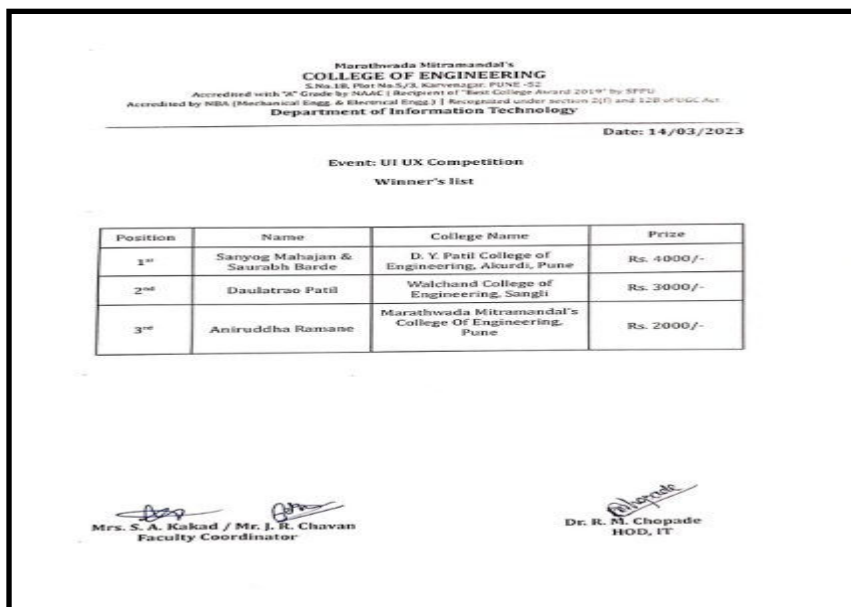 Marathwada Mitramandal's
COLLEGE OF ENGINEERING
S.No.18, Plot No.5/3, Karvenagar, PUNE -52
Accredited with "A" Grade by NAAC | Recipient of "Best College Award 2019" by SPPU
Accredited by NBA (Mechanical Engg. & Electrical Engg.) | Recognized under section 2(f) and 12B of UGC Act
Department of Information Technology
Date: 14/03/2023
Event: UI UX Competition
Winner's list
Position Name College Name Prize
1st Sanyog Mahajan & Saurabh Barde D. Y. Patil College of Engineering, Akurdi, Pune Rs. 4000/-
2nd Daulatrao Patil Walchand College of Engineering, Sangli Rs. 3000/-
3rd Aniruddha Ramane Marathwada Mitramandal's College Of Engineering, Pune Rs. 2000/-
Mrs. S. A. Kakad / Mr. J. R. Chavan
Faculty Coordinator
Dr. R. M. Chopade
HOD, IT